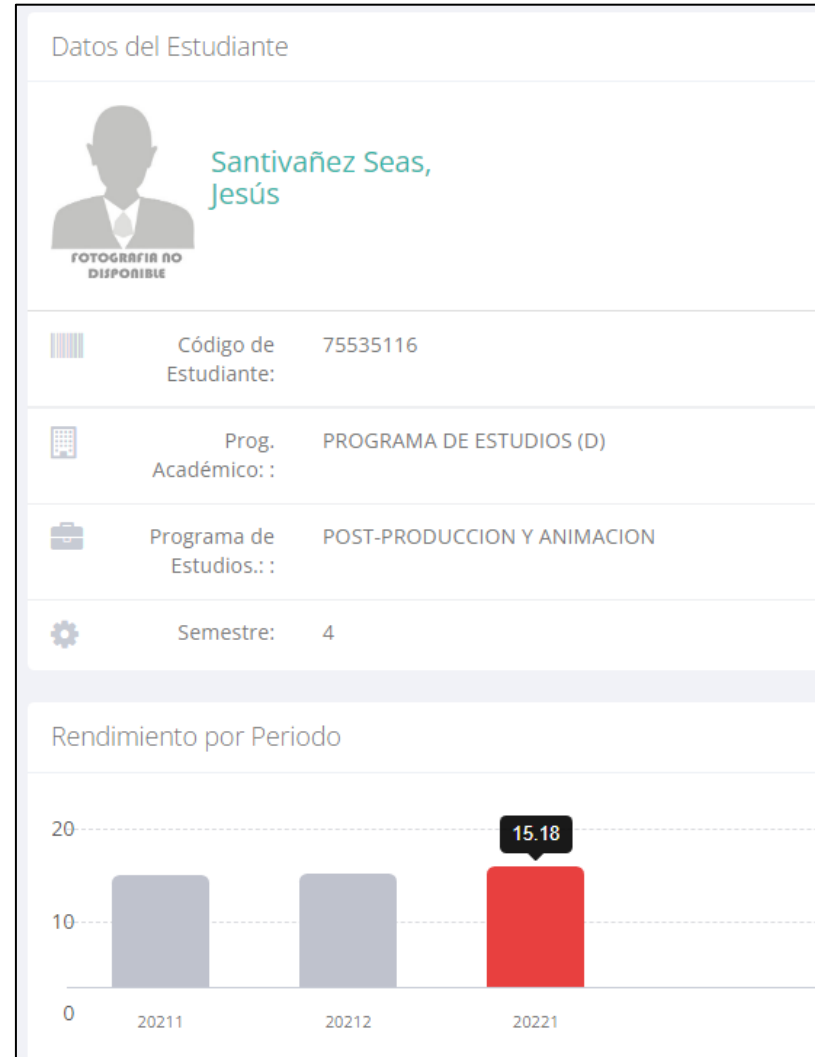 Datos del Estudiante
Santivañez Seas,
Jesús
FOTOGRAFIA NO
DISPONIBLE
Código de
Estudiante:
75535116
Prog.
Académico: :
PROGRAMA DE ESTUDIOS (D)
Programa de
Estudios.: :
POST-PRODUCCION Y ANIMACION
Semestre:
4
Rendimiento por Periodo
20
15.18
10
0
20211
20212
20221